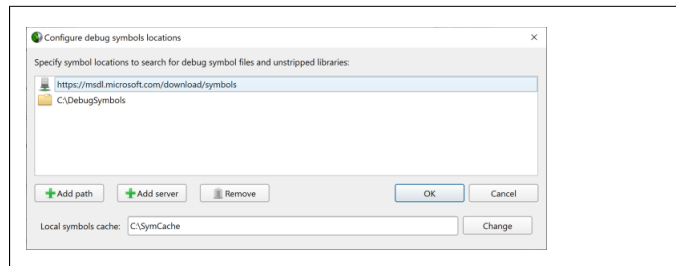 Configure debug symbols locations
Specify symbol locations to search for debug symbol files and unstripped libraries:
https://msdl.microsoft.com/download/symbols
C:\DebugSymbols
Add path Add server Remove OK Cancel
Local symbols cache: C:\SymCache Change